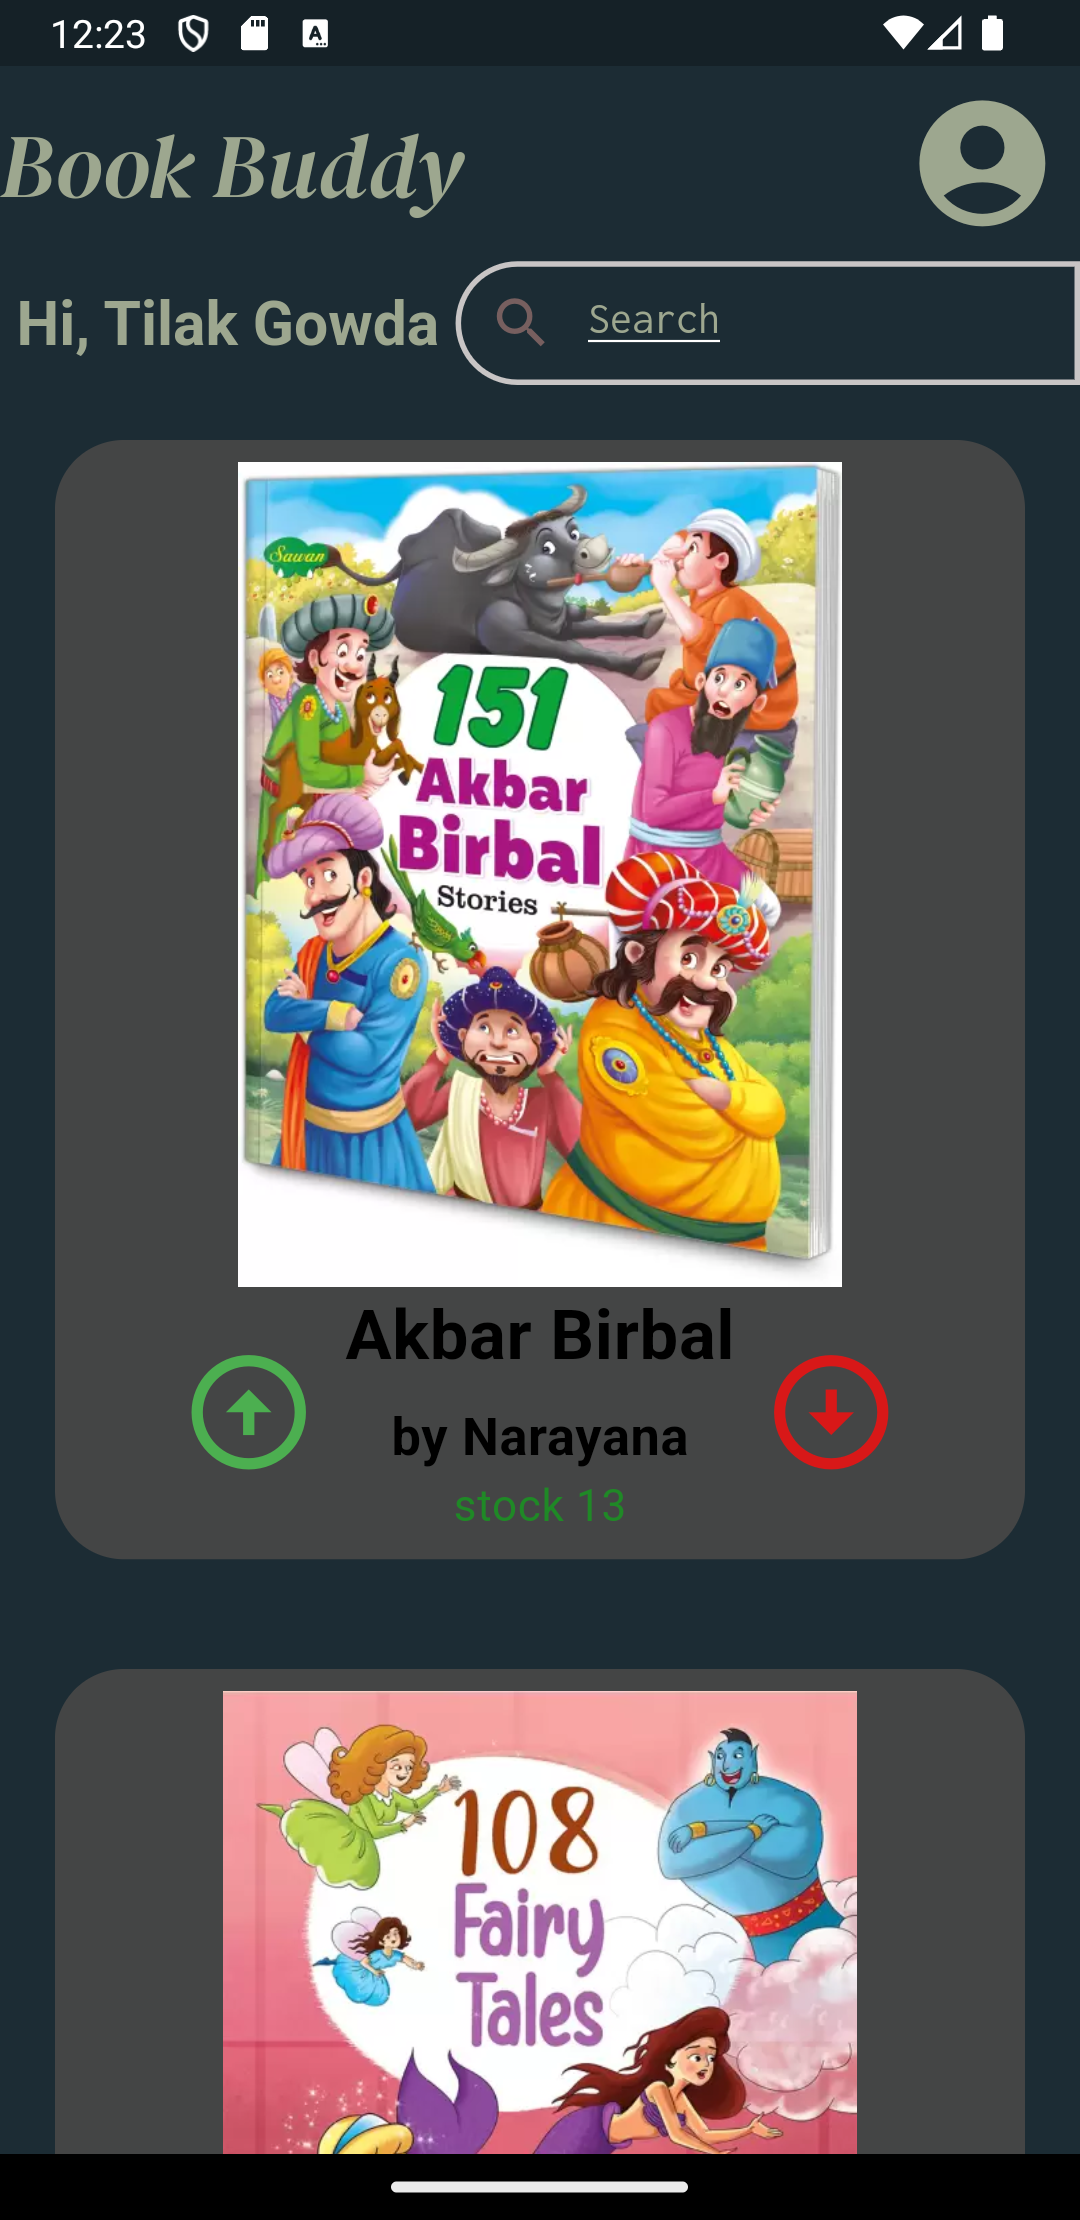 12:23
A
Book Buddy
Hi, Tilak Gowda
Search
Sawan
151
Akbar
Birbal
Stories
Akbar Birbal
by Narayana
stock 13
108
Fairy
Tales